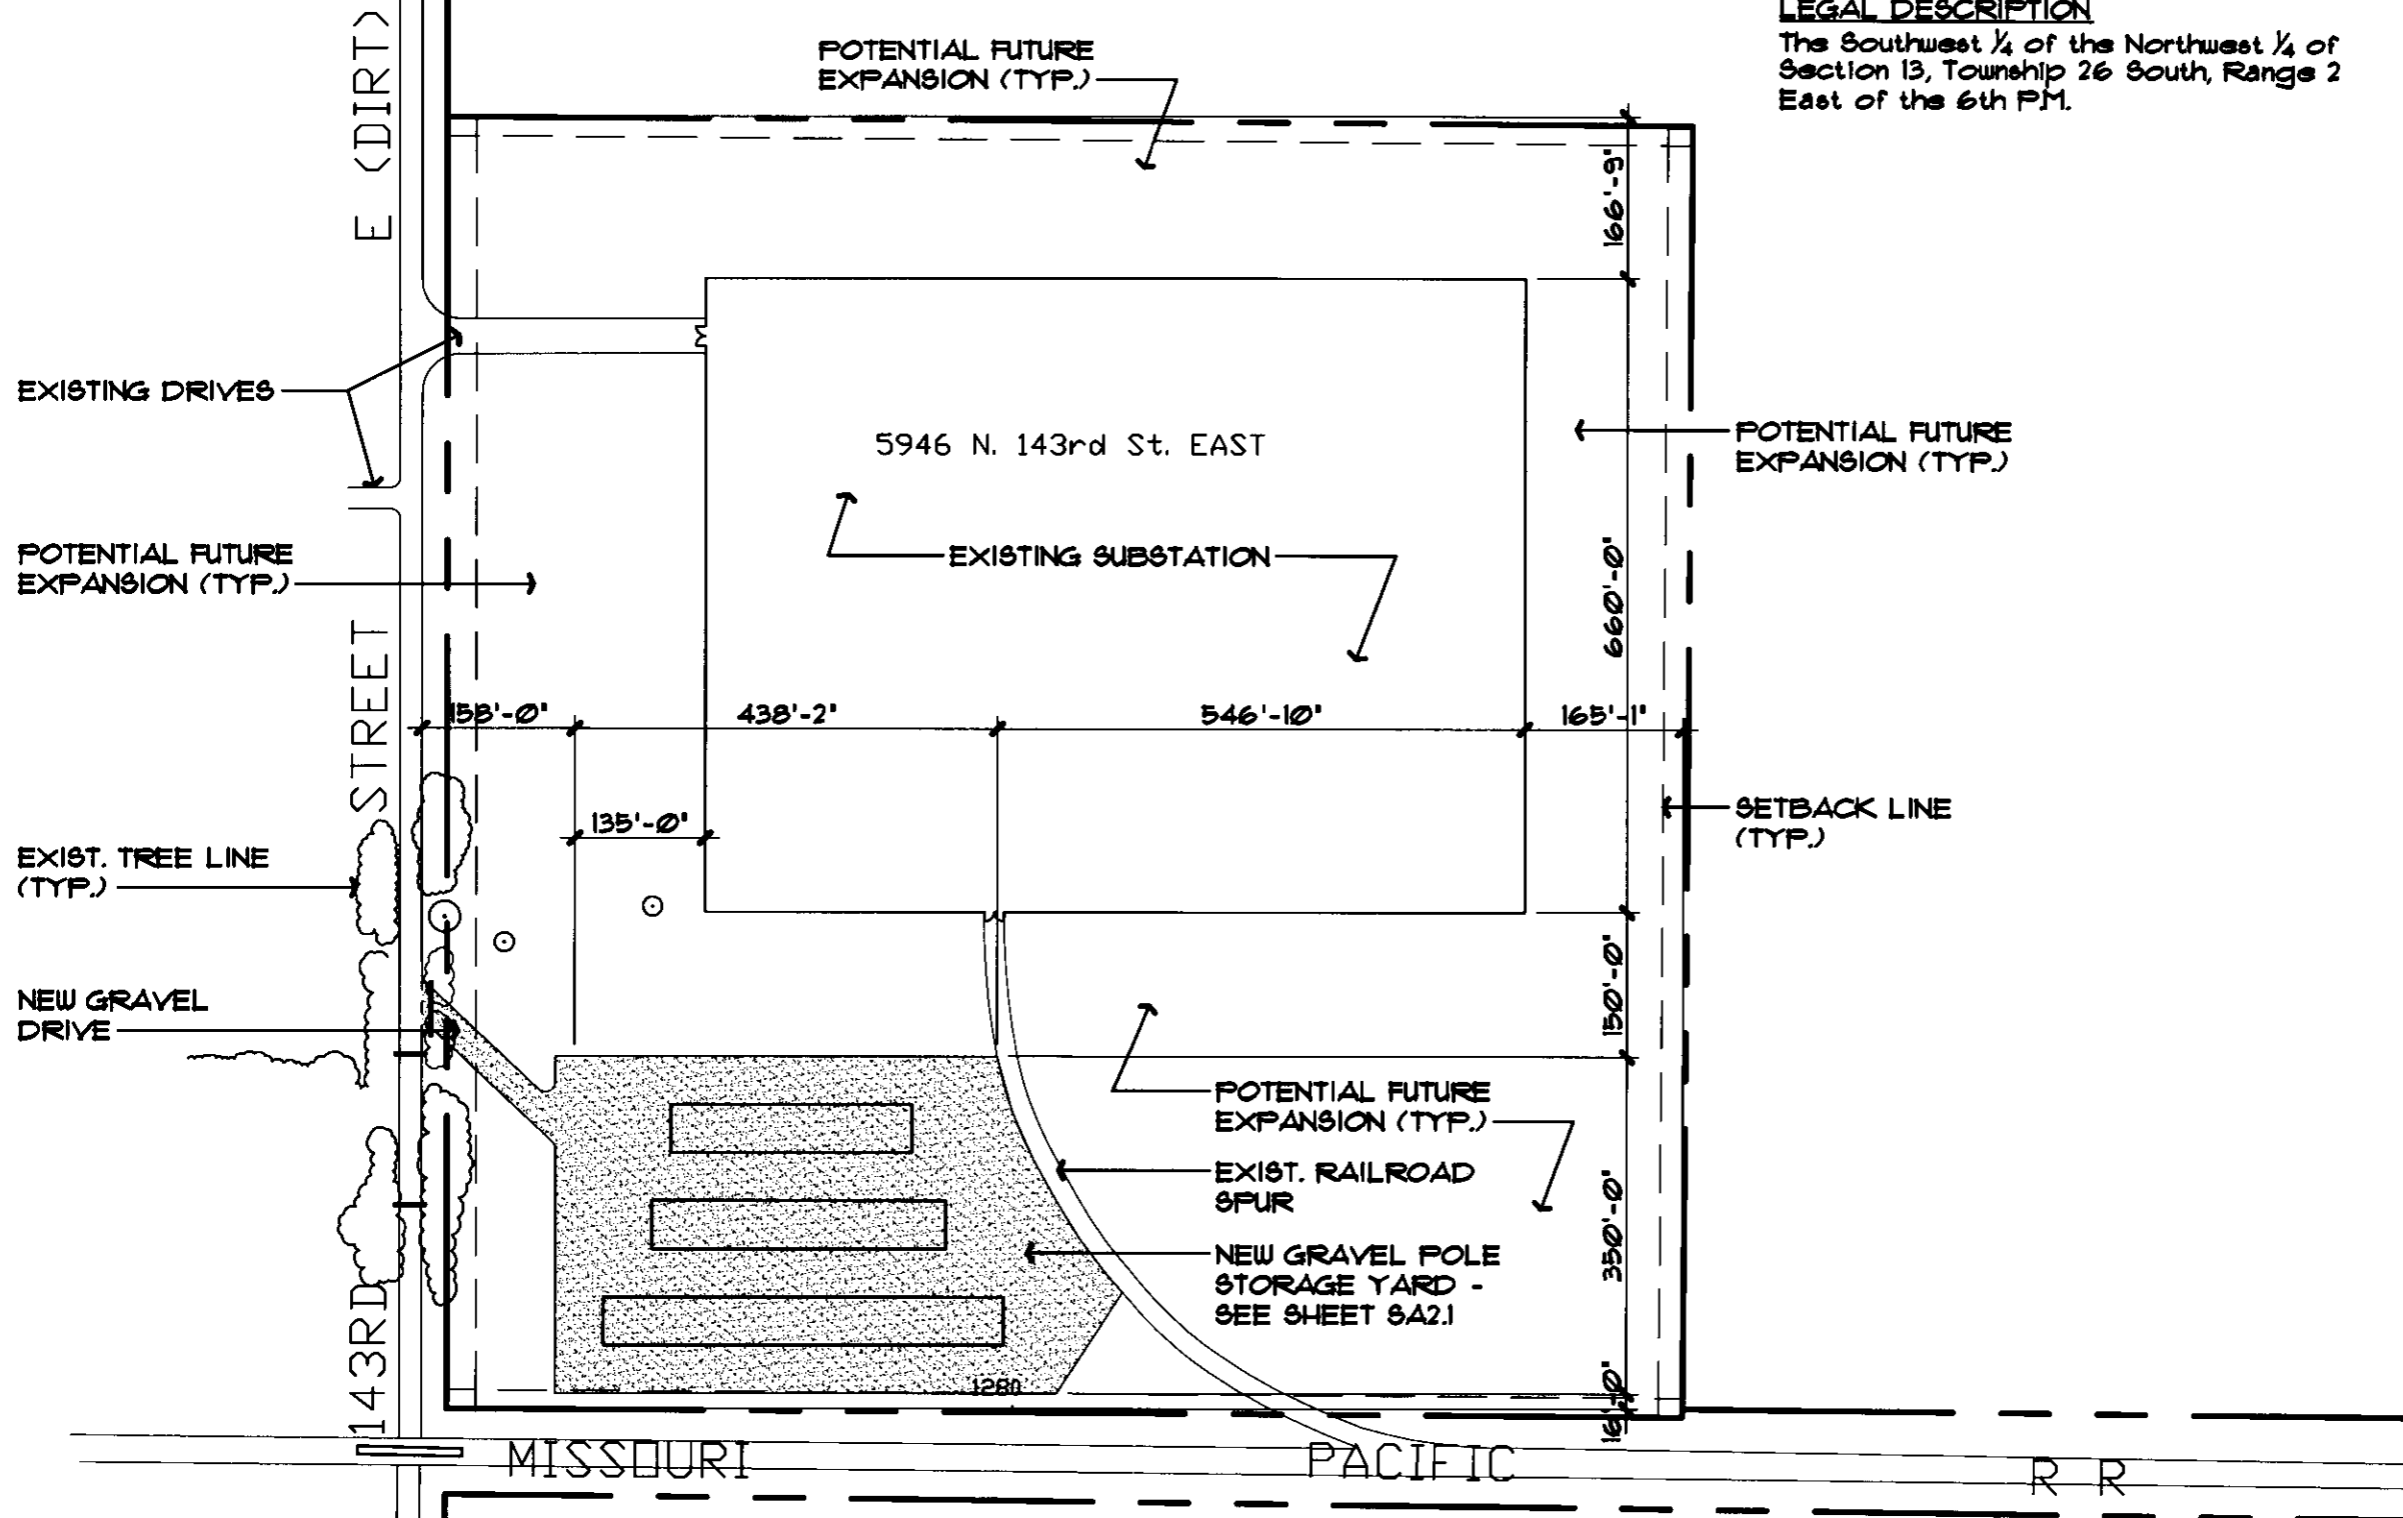 LEGAL DESCRIPTION
The Southwest ¼ of the Northwest ¼ of
Section 13, Township 26 South, Range 2
East of the 6th P.M.
POTENTIAL FUTURE
EXPANSION (TYP.)
E (DIRT)
166'-9"
EXISTING DRIVES
5946 N. 143rd St. EAST
POTENTIAL FUTURE
EXPANSION (TYP.)
POTENTIAL FUTURE
EXPANSION (TYP.)
EXISTING SUBSTATION
660'-0"
STREET
158'-0"
438'-2"
546'-10"
165'-1"
135'-0"
SETBACK LINE
(TYP.)
EXIST. TREE LINE
(TYP.)
NEW GRAVEL
DRIVE
150'-0"
POTENTIAL FUTURE
EXPANSION (TYP.)
EXIST. RAILROAD
SPUR
350'-0"
NEW GRAVEL POLE
STORAGE YARD -
SEE SHEET SA2.1
143RD
1280
16'-0"
MISSOURI PACIFIC R R